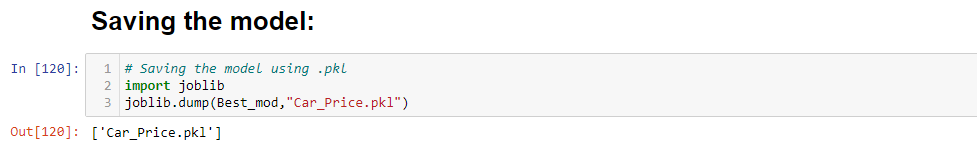 Saving the model:
In [120]:
1 # Saving the model using .pkl
2 import joblib
3 joblib.dump(Best_mod,"Car_Price.pkl")
Out[120]: ['Car_Price.pkl']